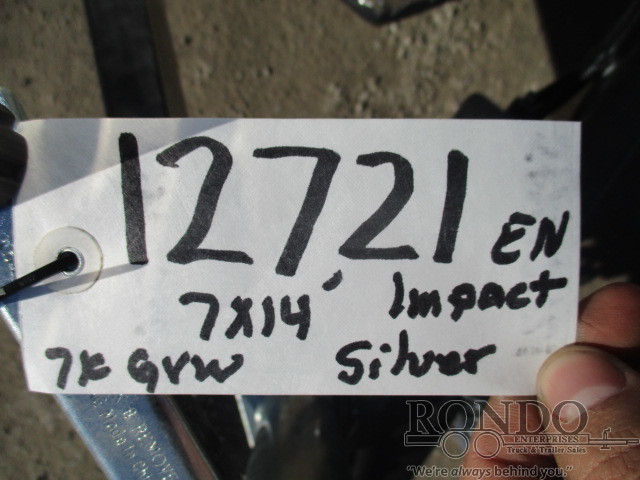 12721 EN
7X14' Impact
7K GVW Silver
RONDO
ENTERPRISES
Truck & Trailer Sales
"We're always behind you."